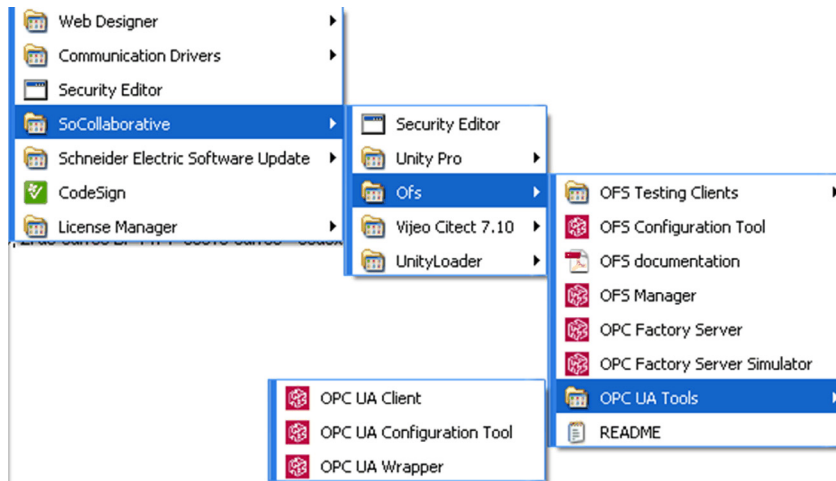 Web Designer
Communication Drivers
Security Editor
SoCollaborative
Schneider Electric Software Update
CodeSign
License Manager
Security Editor
Unity Pro
Ofs
Vijeo Citect 7.10
UnityLoader
OFS Testing Clients
OFS Configuration Tool
OFS documentation
OFS Manager
OPC Factory Server
OPC Factory Server Simulator
OPC UA Tools
README
OPC UA Client
OPC UA Configuration Tool
OPC UA Wrapper